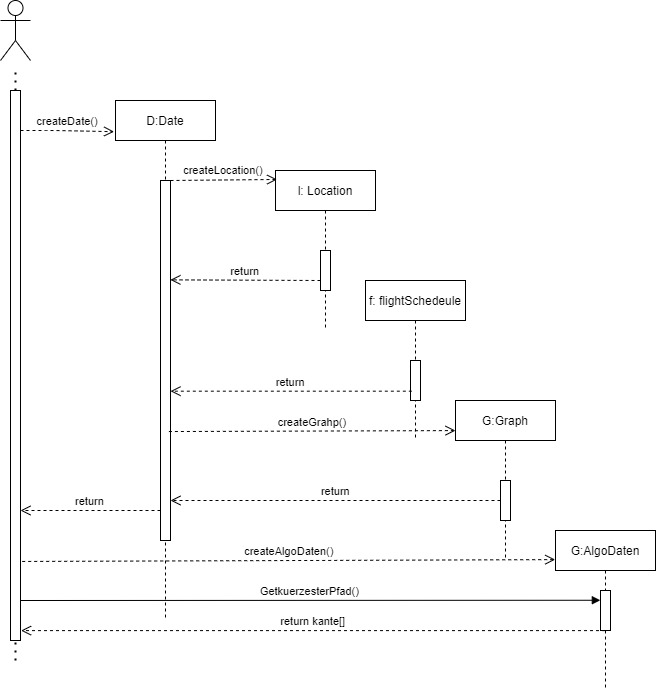 createDate()
D:Date
createLocation()
l: Location
return
f: flightSchedeule
return
createGrahp()
G:Graph
return
return
createAlgoDaten()
G:AlgoDaten
GetkuerzesterPfad()
return kante[]